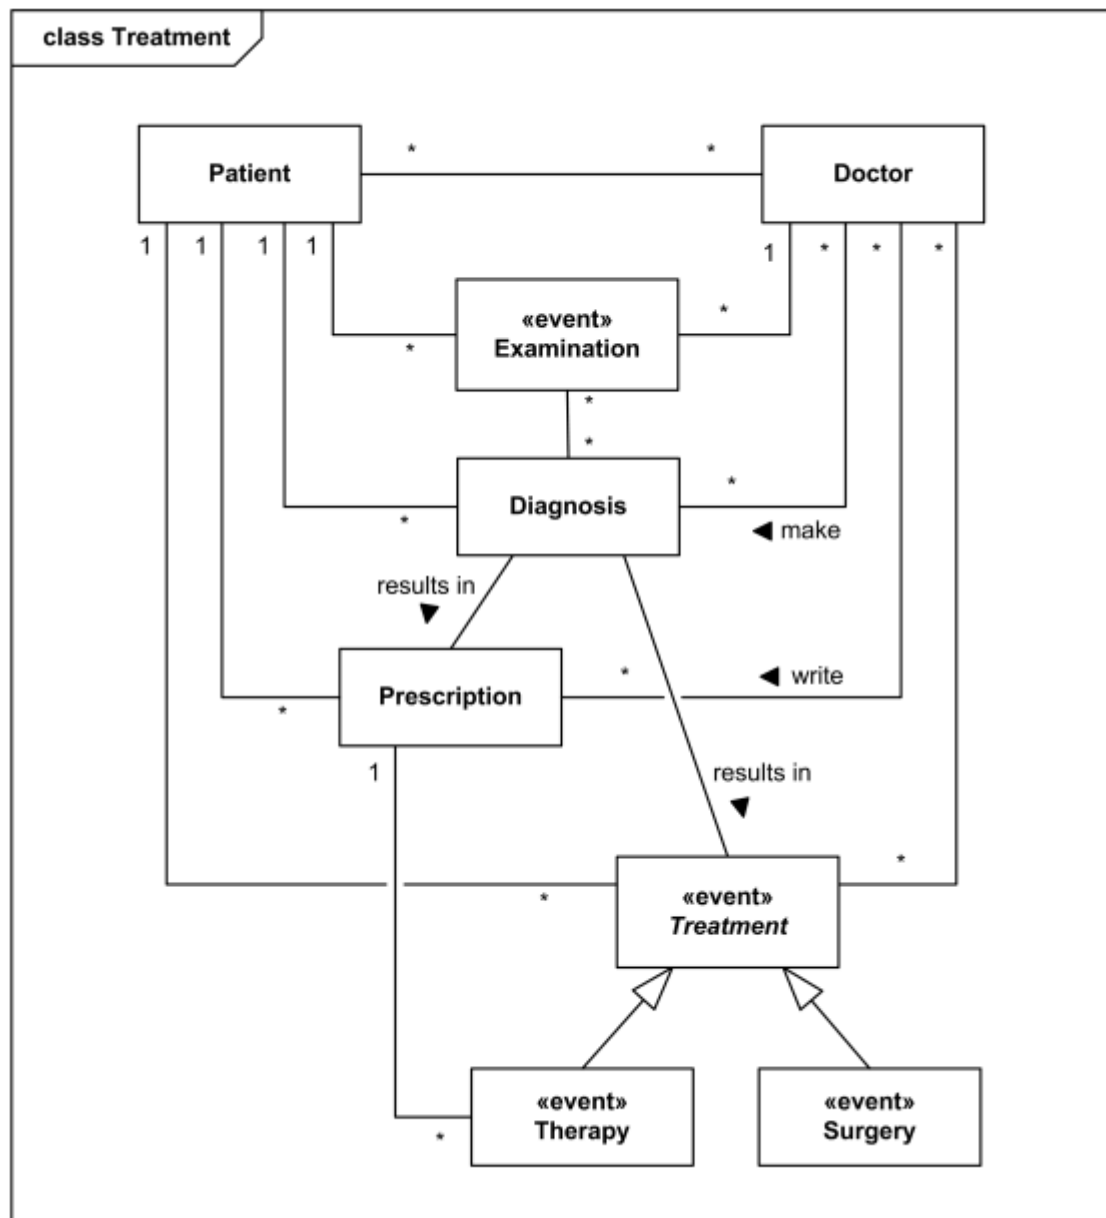 class Treatment
Patient
* *
Doctor
1 1 1 1
1 * * *
«event»
Examination
*
*
*
*
Diagnosis
*
*
make
results in
Prescription
*
*
write
1
results in
«event»
Treatment
*
*
«event»
Therapy
*
«event»
Surgery